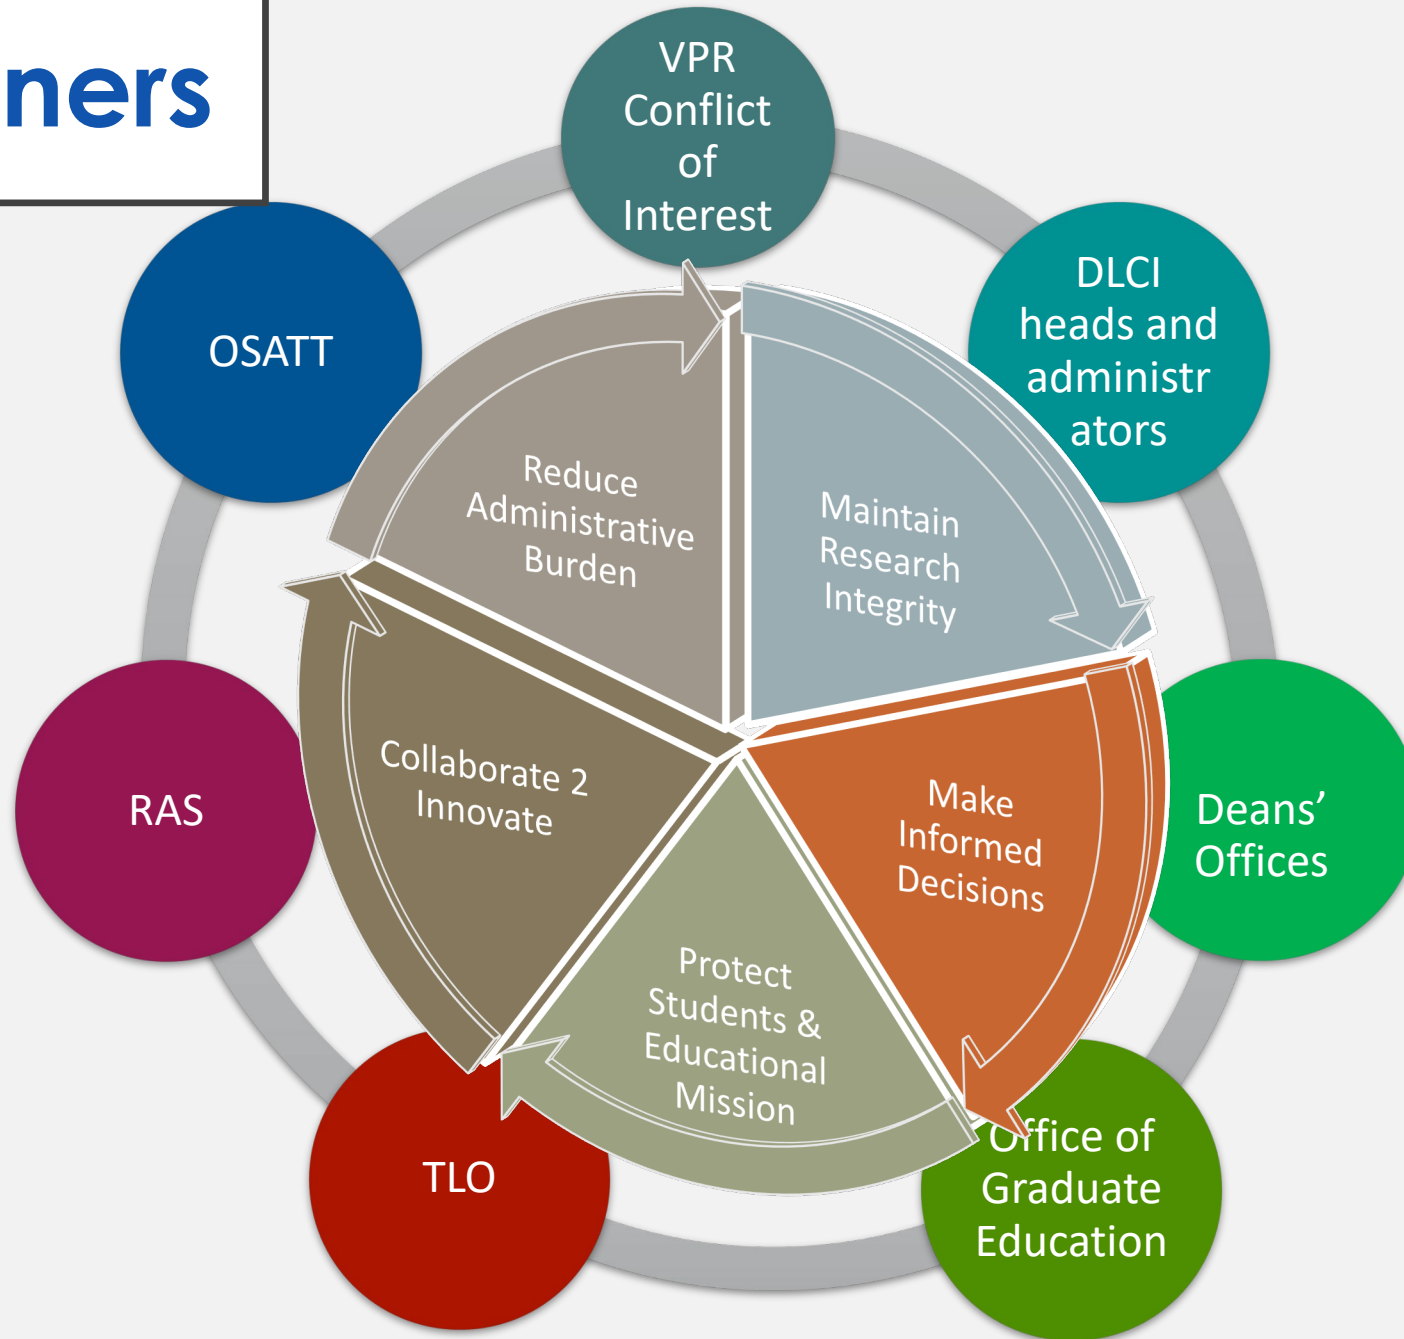 ners
VPR
Conflict
of
Interest
DLCI
heads and
administr
ators
Deans’
Offices
Office of
Graduate
Education
TLO
RAS
OSATT
Maintain
Research
Integrity
Make
Informed
Decisions
Protect
Students &
Educational
Mission
Collaborate 2
Innovate
Reduce
Administrative
Burden